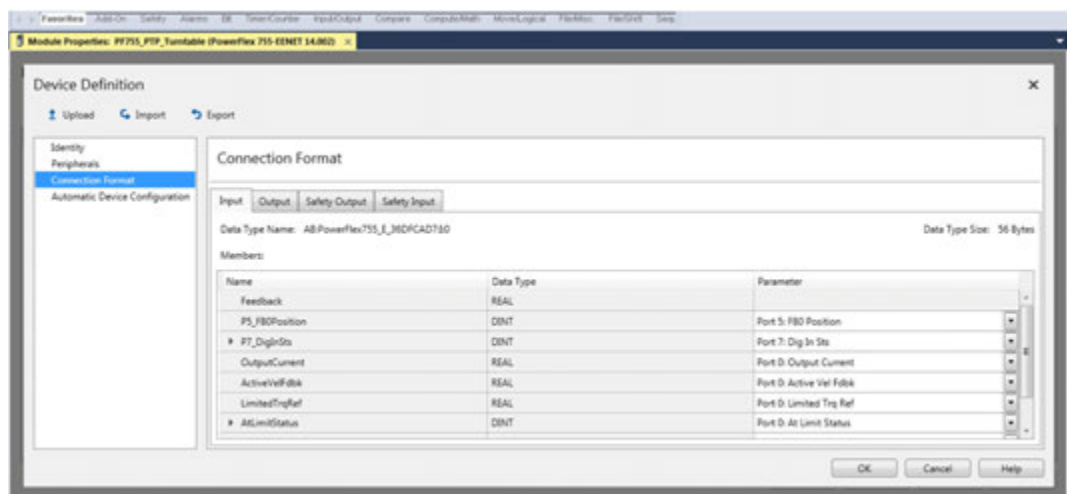 Favorites Add-On Safety Alarms Bit Timer/Counter Input/Output Compare Compute/Math Move/Logical File/Misc. File/Shift Seq
Module Properties: PF755_PTP_Turntable (PowerFlex 755-EENET 14.002) ×
Device Definition
Upload Import Export
Identity
Peripherals
Connection Format
Automatic Device Configuration
Connection Format
Input Output Safety Output Safety Input
Data Type Name: AB:PowerFlex755_E_36DFCAD7:I:0 Data Type Size: 56 Bytes
Members:
Name Data Type Parameter
Feedback REAL
P5_FB0Position DINT Port 5: FB0 Position
P7_DigInSts DINT Port 7: Dig In Sts
OutputCurrent REAL Port 0: Output Current
ActiveVelFdbk REAL Port 0: Active Vel Fdbk
LimitedTrqRef REAL Port 0: Limited Trq Ref
AtLimitStatus DINT Port 0: At Limit Status
OK Cancel Help